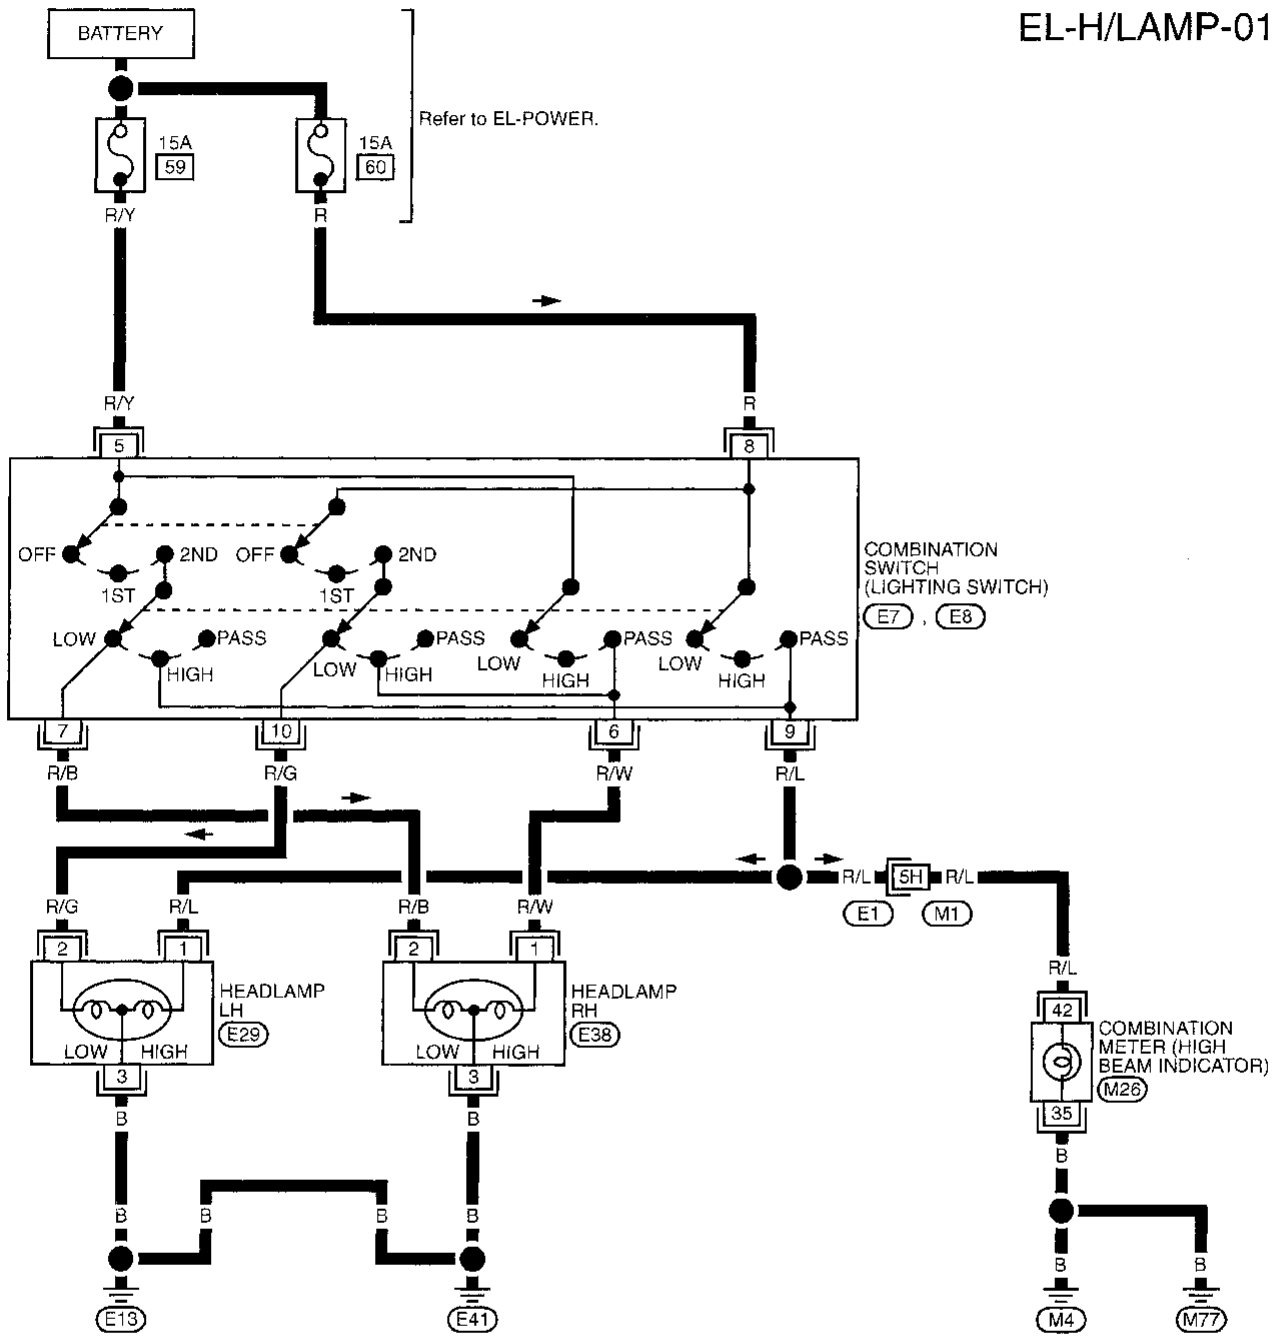 EL-H/LAMP-01
BATTERY
Refer to EL-POWER.
15A
59
15A
60
R/Y
R
R/Y
R
5
8
OFF
2ND
OFF
2ND
1ST
1ST
COMBINATION
SWITCH
(LIGHTING SWITCH)
E7 , E8
LOW
PASS
HIGH
LOW
PASS
HIGH
LOW
PASS
HIGH
LOW
PASS
HIGH
7
10
6
9
R/B
R/G
R/W
R/L
R/L
5H
R/L
E1
M1
R/G
R/L
R/B
R/W
2
1
2
1
R/L
42
HEADLAMP
LH
E29
LOW
HIGH
HEADLAMP
RH
E38
LOW
HIGH
COMBINATION
METER (HIGH
BEAM INDICATOR)
M26
3
3
35
B
B
B
B
B
B
B
B
B
E13
E41
M4
M77